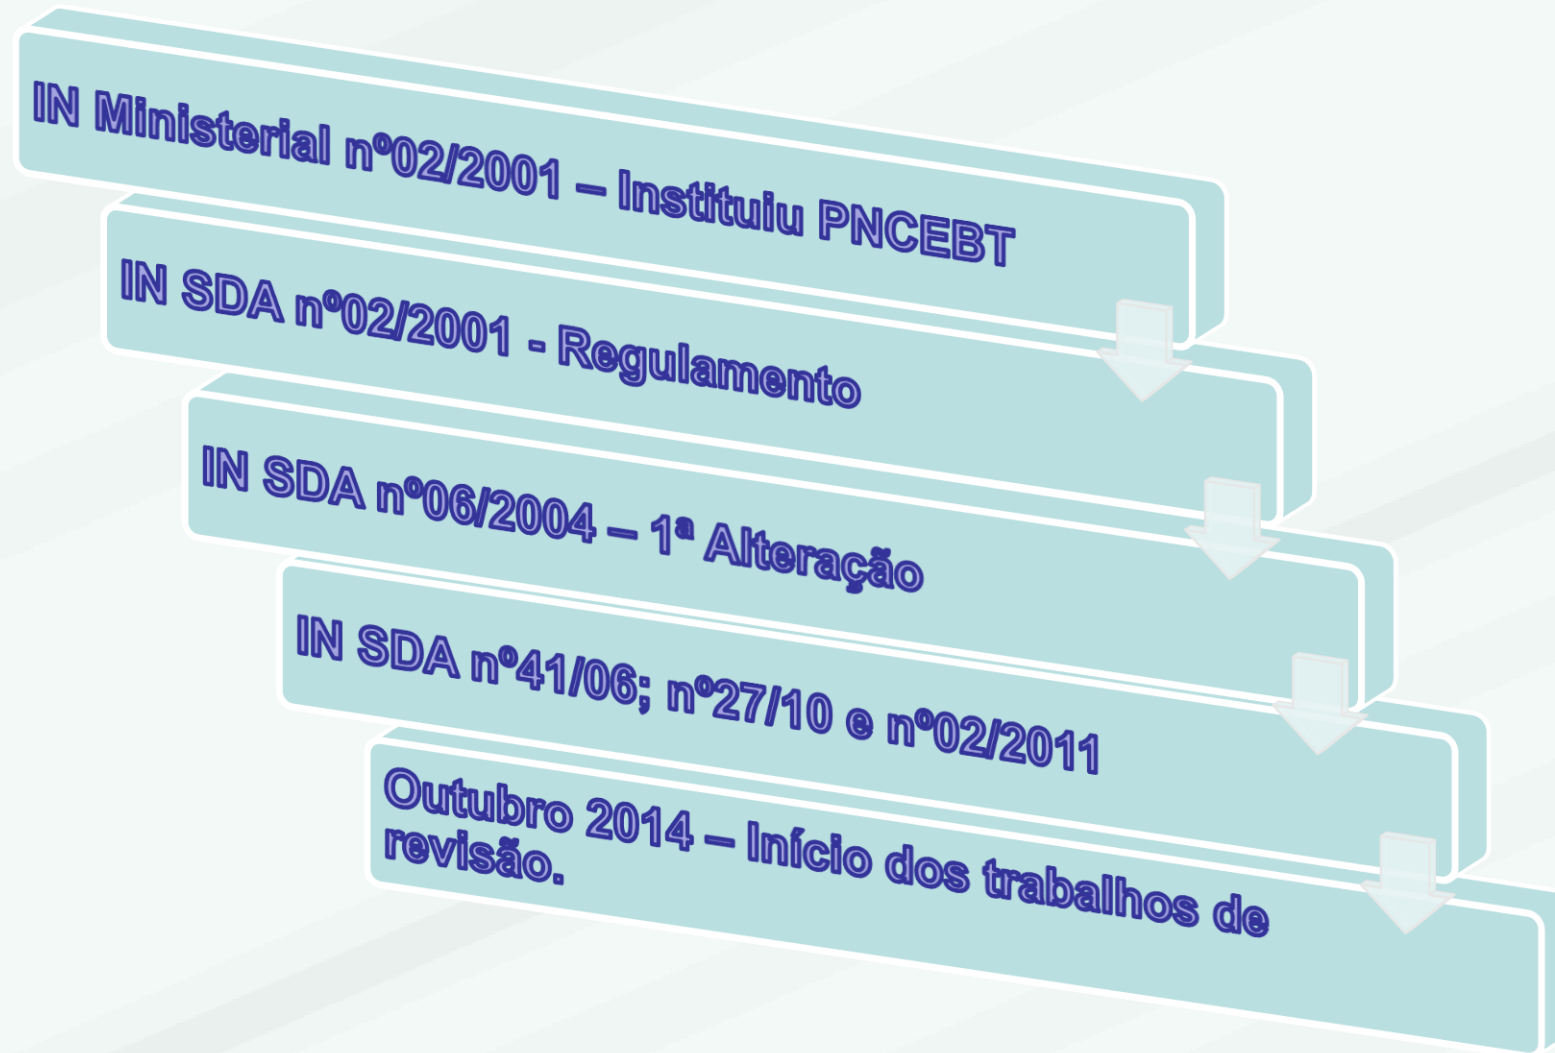 IN Ministerial nº02/2001 – Instituiu PNCEBT
IN SDA nº02/2001 - Regulamento
IN SDA nº06/2004 – 1ª Alteração
IN SDA nº41/06; nº27/10 e nº02/2011
Outubro 2014 – Início dos trabalhos de
revisão.